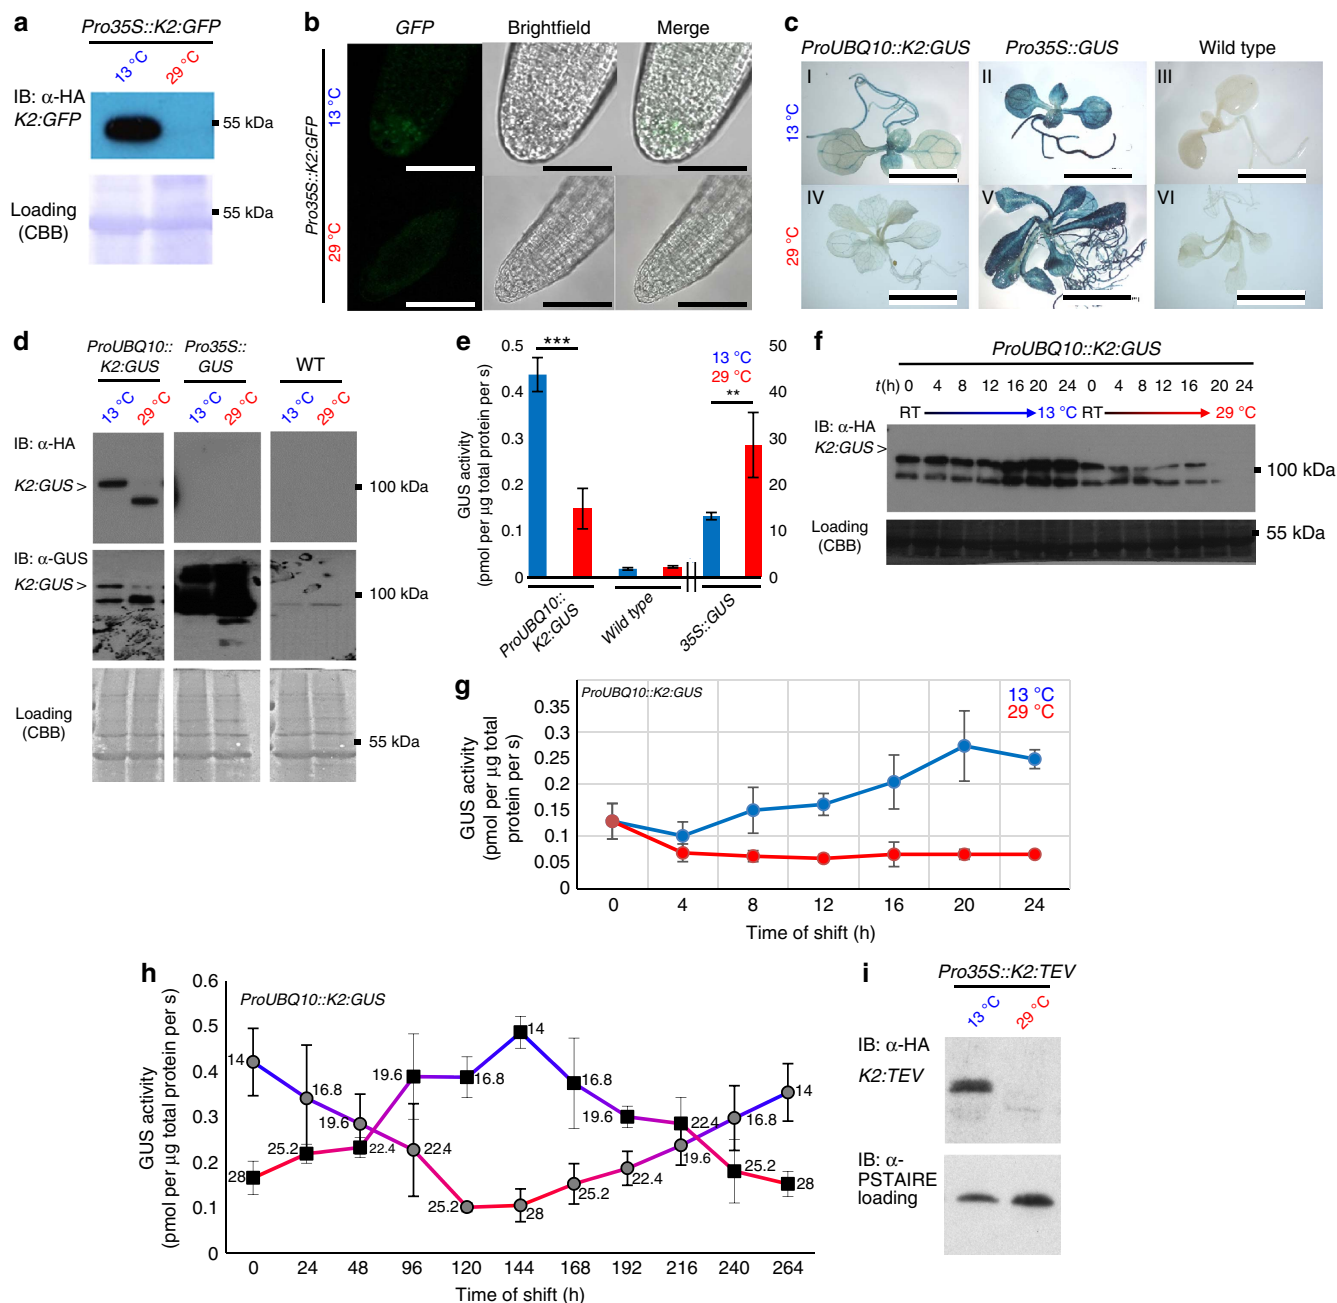 a
Pro35S::K2:GFP
13 °C
29 °C
IB: α-HA
K2:GFP
55 kDa
Loading
(CBB)
55 kDa
b
GFP
Brightfield
Merge
Pro35S::K2:GFP
13 °C
29 °C
c
ProUBQ10::K2:GUS
Pro35S::GUS
Wild type
13 °C
29 °C
I
II
III
IV
V
VI
d
ProUBQ10::
K2:GUS
Pro35S::
GUS
WT
13 °C
29 °C
13 °C
29 °C
13 °C
29 °C
IB: α-HA
K2:GUS >
100 kDa
IB: α-GUS
K2:GUS >
100 kDa
Loading
(CBB)
55 kDa
e
GUS activity
(pmol per µg total protein per s)
0.5
0.4
0.3
0.2
0.1
0
***
13 °C
29 °C
**
50
40
30
20
10
0
ProUBQ10::
K2:GUS
Wild type
35S::GUS
f
ProUBQ10::K2:GUS
t(h) 0 4 8 12 16 20 24 0 4 8 12 16 20 24
RT 13 °C RT 29 °C
IB: α-HA
K2:GUS >
100 kDa
Loading
(CBB)
55 kDa
g
ProUBQ10::K2:GUS
13 °C
29 °C
GUS activity
(pmol per µg total
protein per s)
0.35
0.3
0.25
0.2
0.15
0.1
0.05
0
0 4 8 12 16 20 24
Time of shift (h)
h
ProUBQ10::K2:GUS
GUS activity
(pmol per µg total protein per s)
0.6
0.5
0.4
0.3
0.2
0.1
0
14
16.8
19.6
22.4
25.2
28
25.2
22.4
19.6
16.8
14
28
25.2
22.4
19.6
16.8
14
16.8
19.6
22.4
25.2
28
0 24 48 96 120 144 168 192 216 240 264
Time of shift (h)
i
Pro35S::K2:TEV
13 °C
29 °C
IB: α-HA
K2:TEV
IB: α-
PSTAIRE
loading